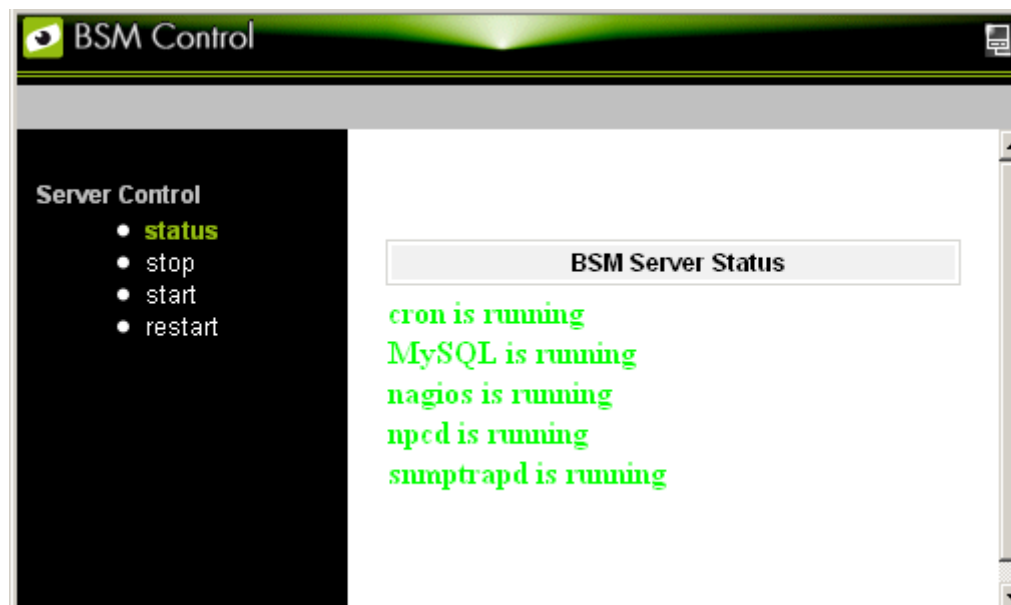 BSM Control
Server Control
status
stop
start
restart
BSM Server Status
cron is running
MySQL is running
nagios is running
npcd is running
snmptrapd is running